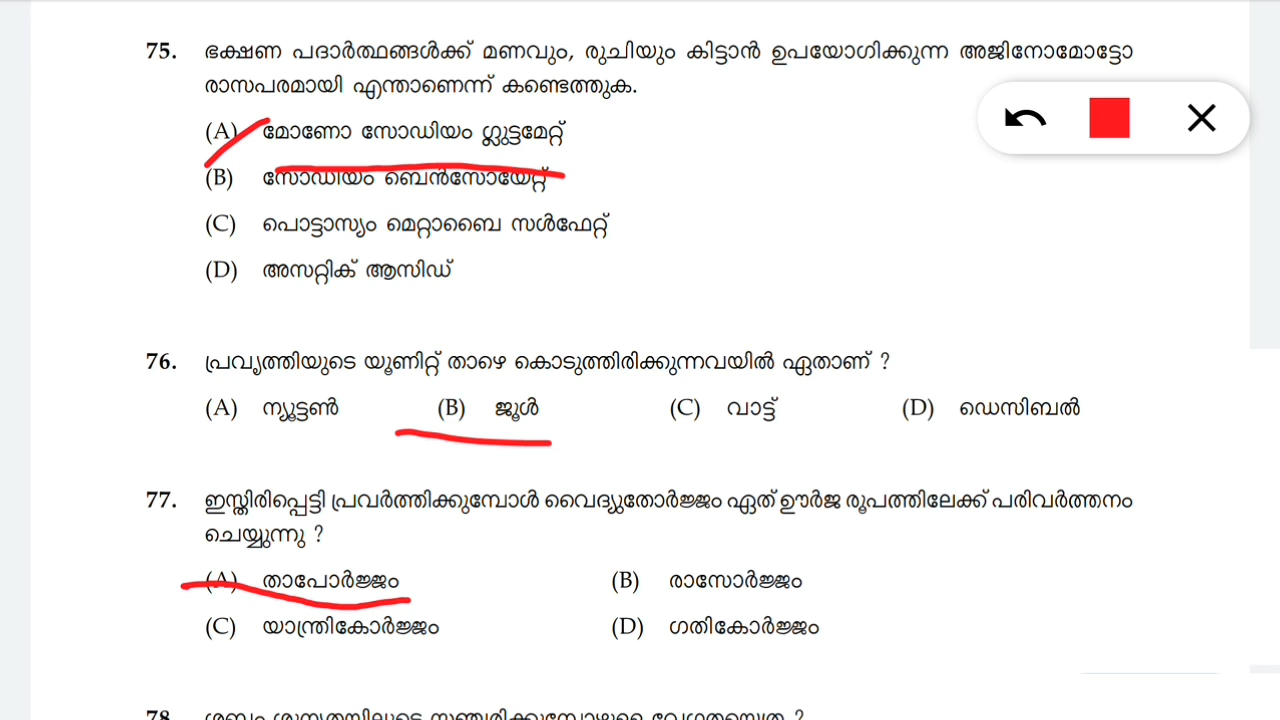 75. ഭക്ഷണ പദാർത്ഥങ്ങൾക്ക് മണവും, രുചിയും കിട്ടാൻ ഉപയോഗിക്കുന്ന അജിനോമോട്ടോ
രാസപരമായി എന്താണെന്ന് കണ്ടെത്തുക.
(A) മോണോ സോഡിയം ഗ്ലൂട്ടമേറ്റ്
(B) സോഡിയം ബെൻസോയേറ്റ്
(C) പൊട്ടാസ്യം മെറ്റാബൈ സൾഫേറ്റ്
(D) അസറ്റിക് ആസിഡ്
76. പ്രവൃത്തിയുടെ യൂണിറ്റ് താഴെ കൊടുത്തിരിക്കുന്നവയിൽ ഏതാണ് ?
(A) ന്യൂട്ടൺ (B) ജൂൾ (C) വാട്ട് (D) ഡെസിബൽ
77. ഇസ്തിരിപ്പെട്ടി പ്രവർത്തിക്കുമ്പോൾ വൈദ്യുതോർജ്ജം ഏത് ഊർജ രൂപത്തിലേക്ക് പരിവർത്തനം
ചെയ്യുന്നു ?
(A) താപോർജ്ജം (B) രാസോർജ്ജം
(C) യാന്ത്രികോർജ്ജം (D) ഗതികോർജ്ജം
78.